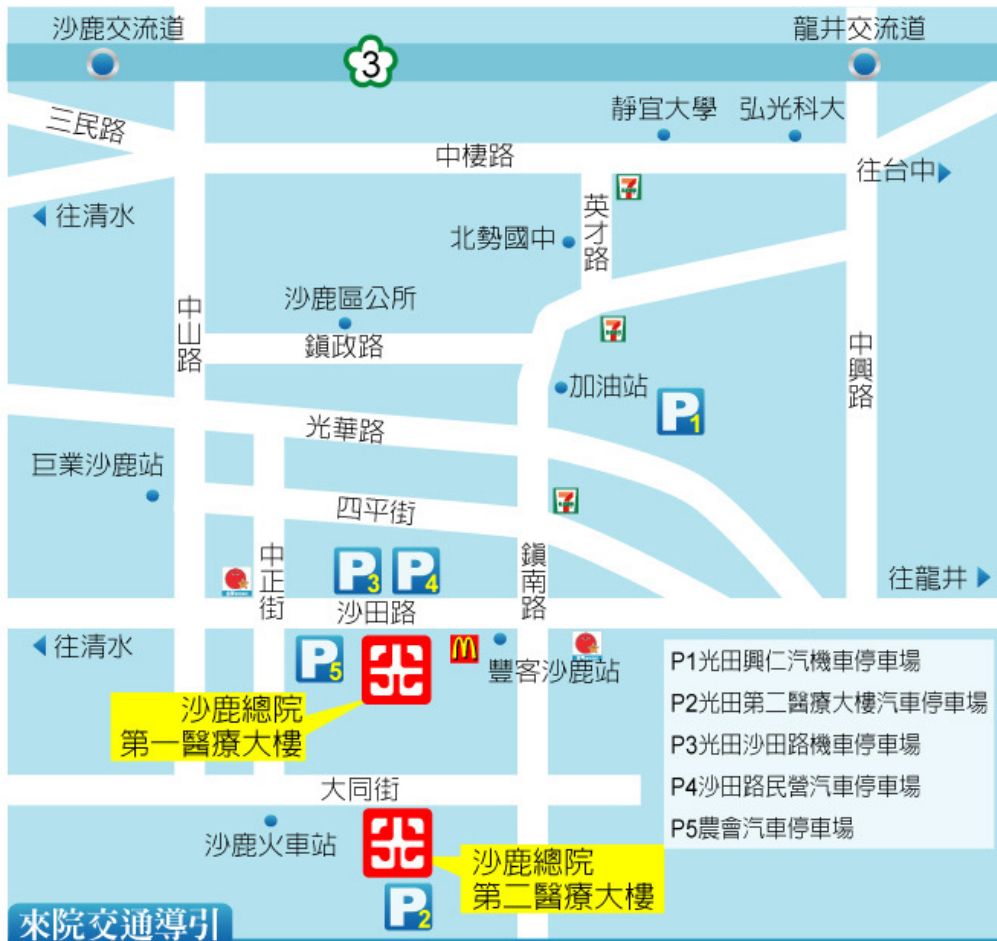 沙鹿交流道
龍井交流道
3
三民路
靜宜大學
弘光科大
中棲路
往台中
往清水
英才路
北勢國中
沙鹿區公所
中山路
鎮政路
中興路
加油站
P1
光華路
巨業沙鹿站
四平街
中正街
P3
P4
鎮南路
往龍井
沙田路
往清水
P5
豐客沙鹿站
沙鹿總院
第一醫療大樓
P1光田興仁汽機車停車場
P2光田第二醫療大樓汽車停車場
P3光田沙田路機車停車場
P4沙田路民營汽車停車場
P5農會汽車停車場
大同街
沙鹿火車站
沙鹿總院
第二醫療大樓
P2
來院交通導引